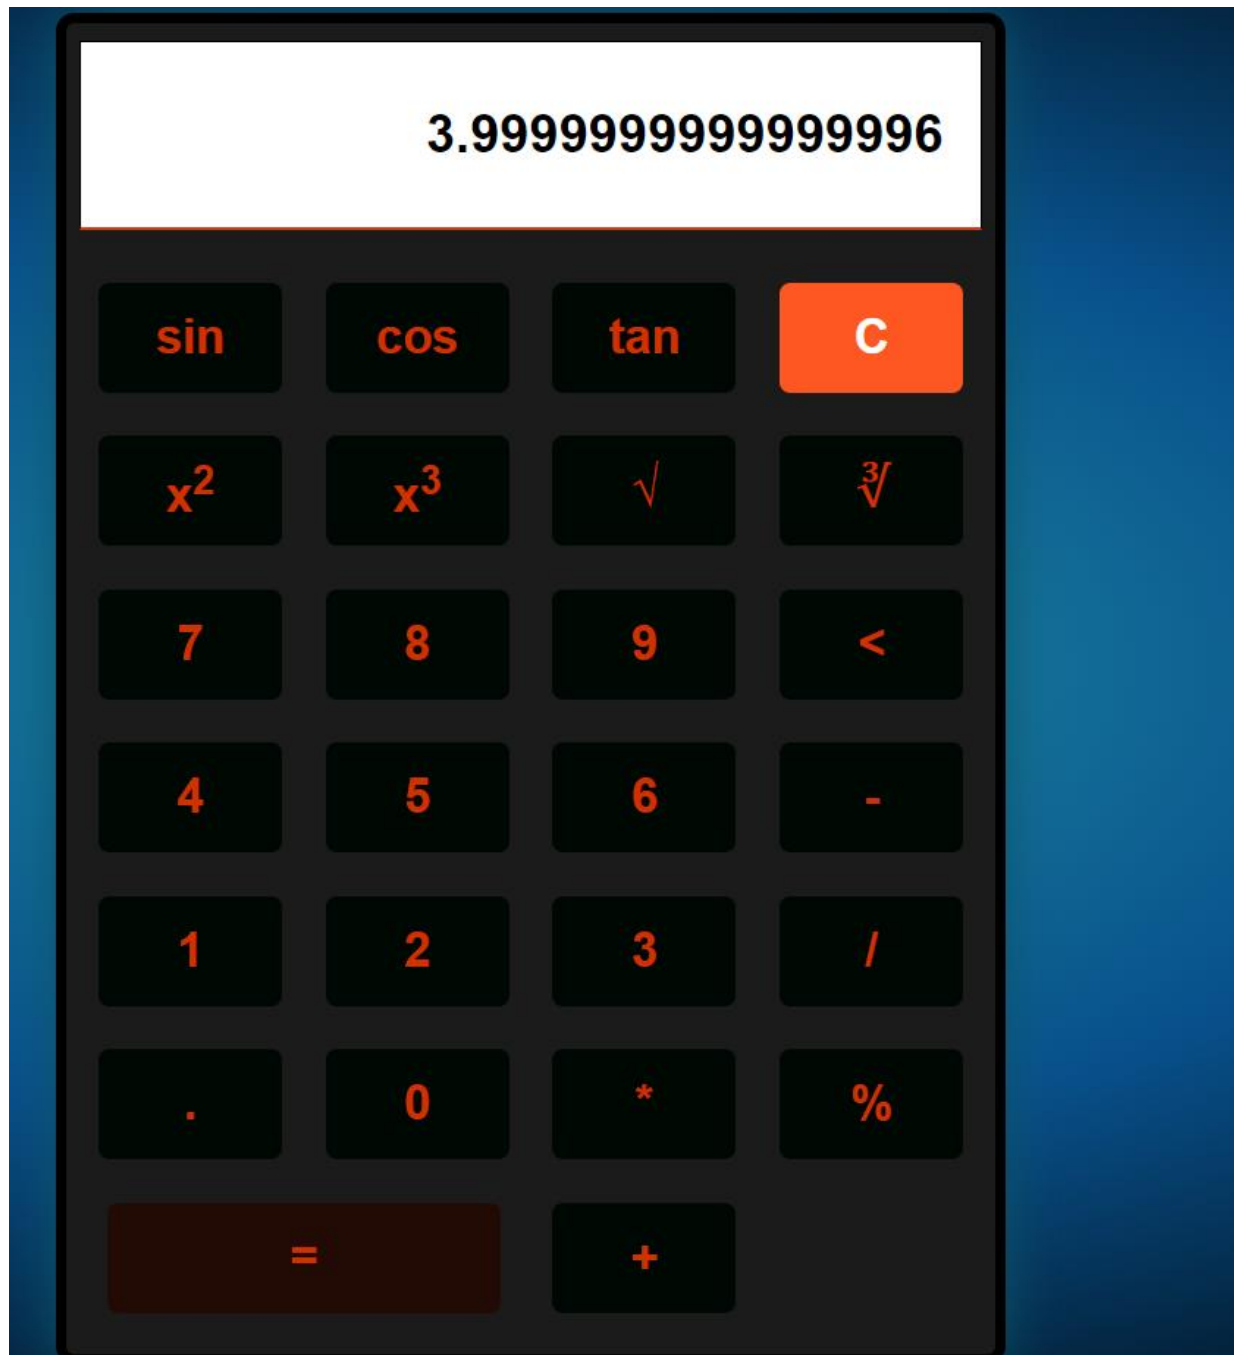 3.9999999999999996
sin cos tan C
x² x³ √ ∛
7 8 9 <
4 5 6 -
1 2 3 /
. 0 * %
= +